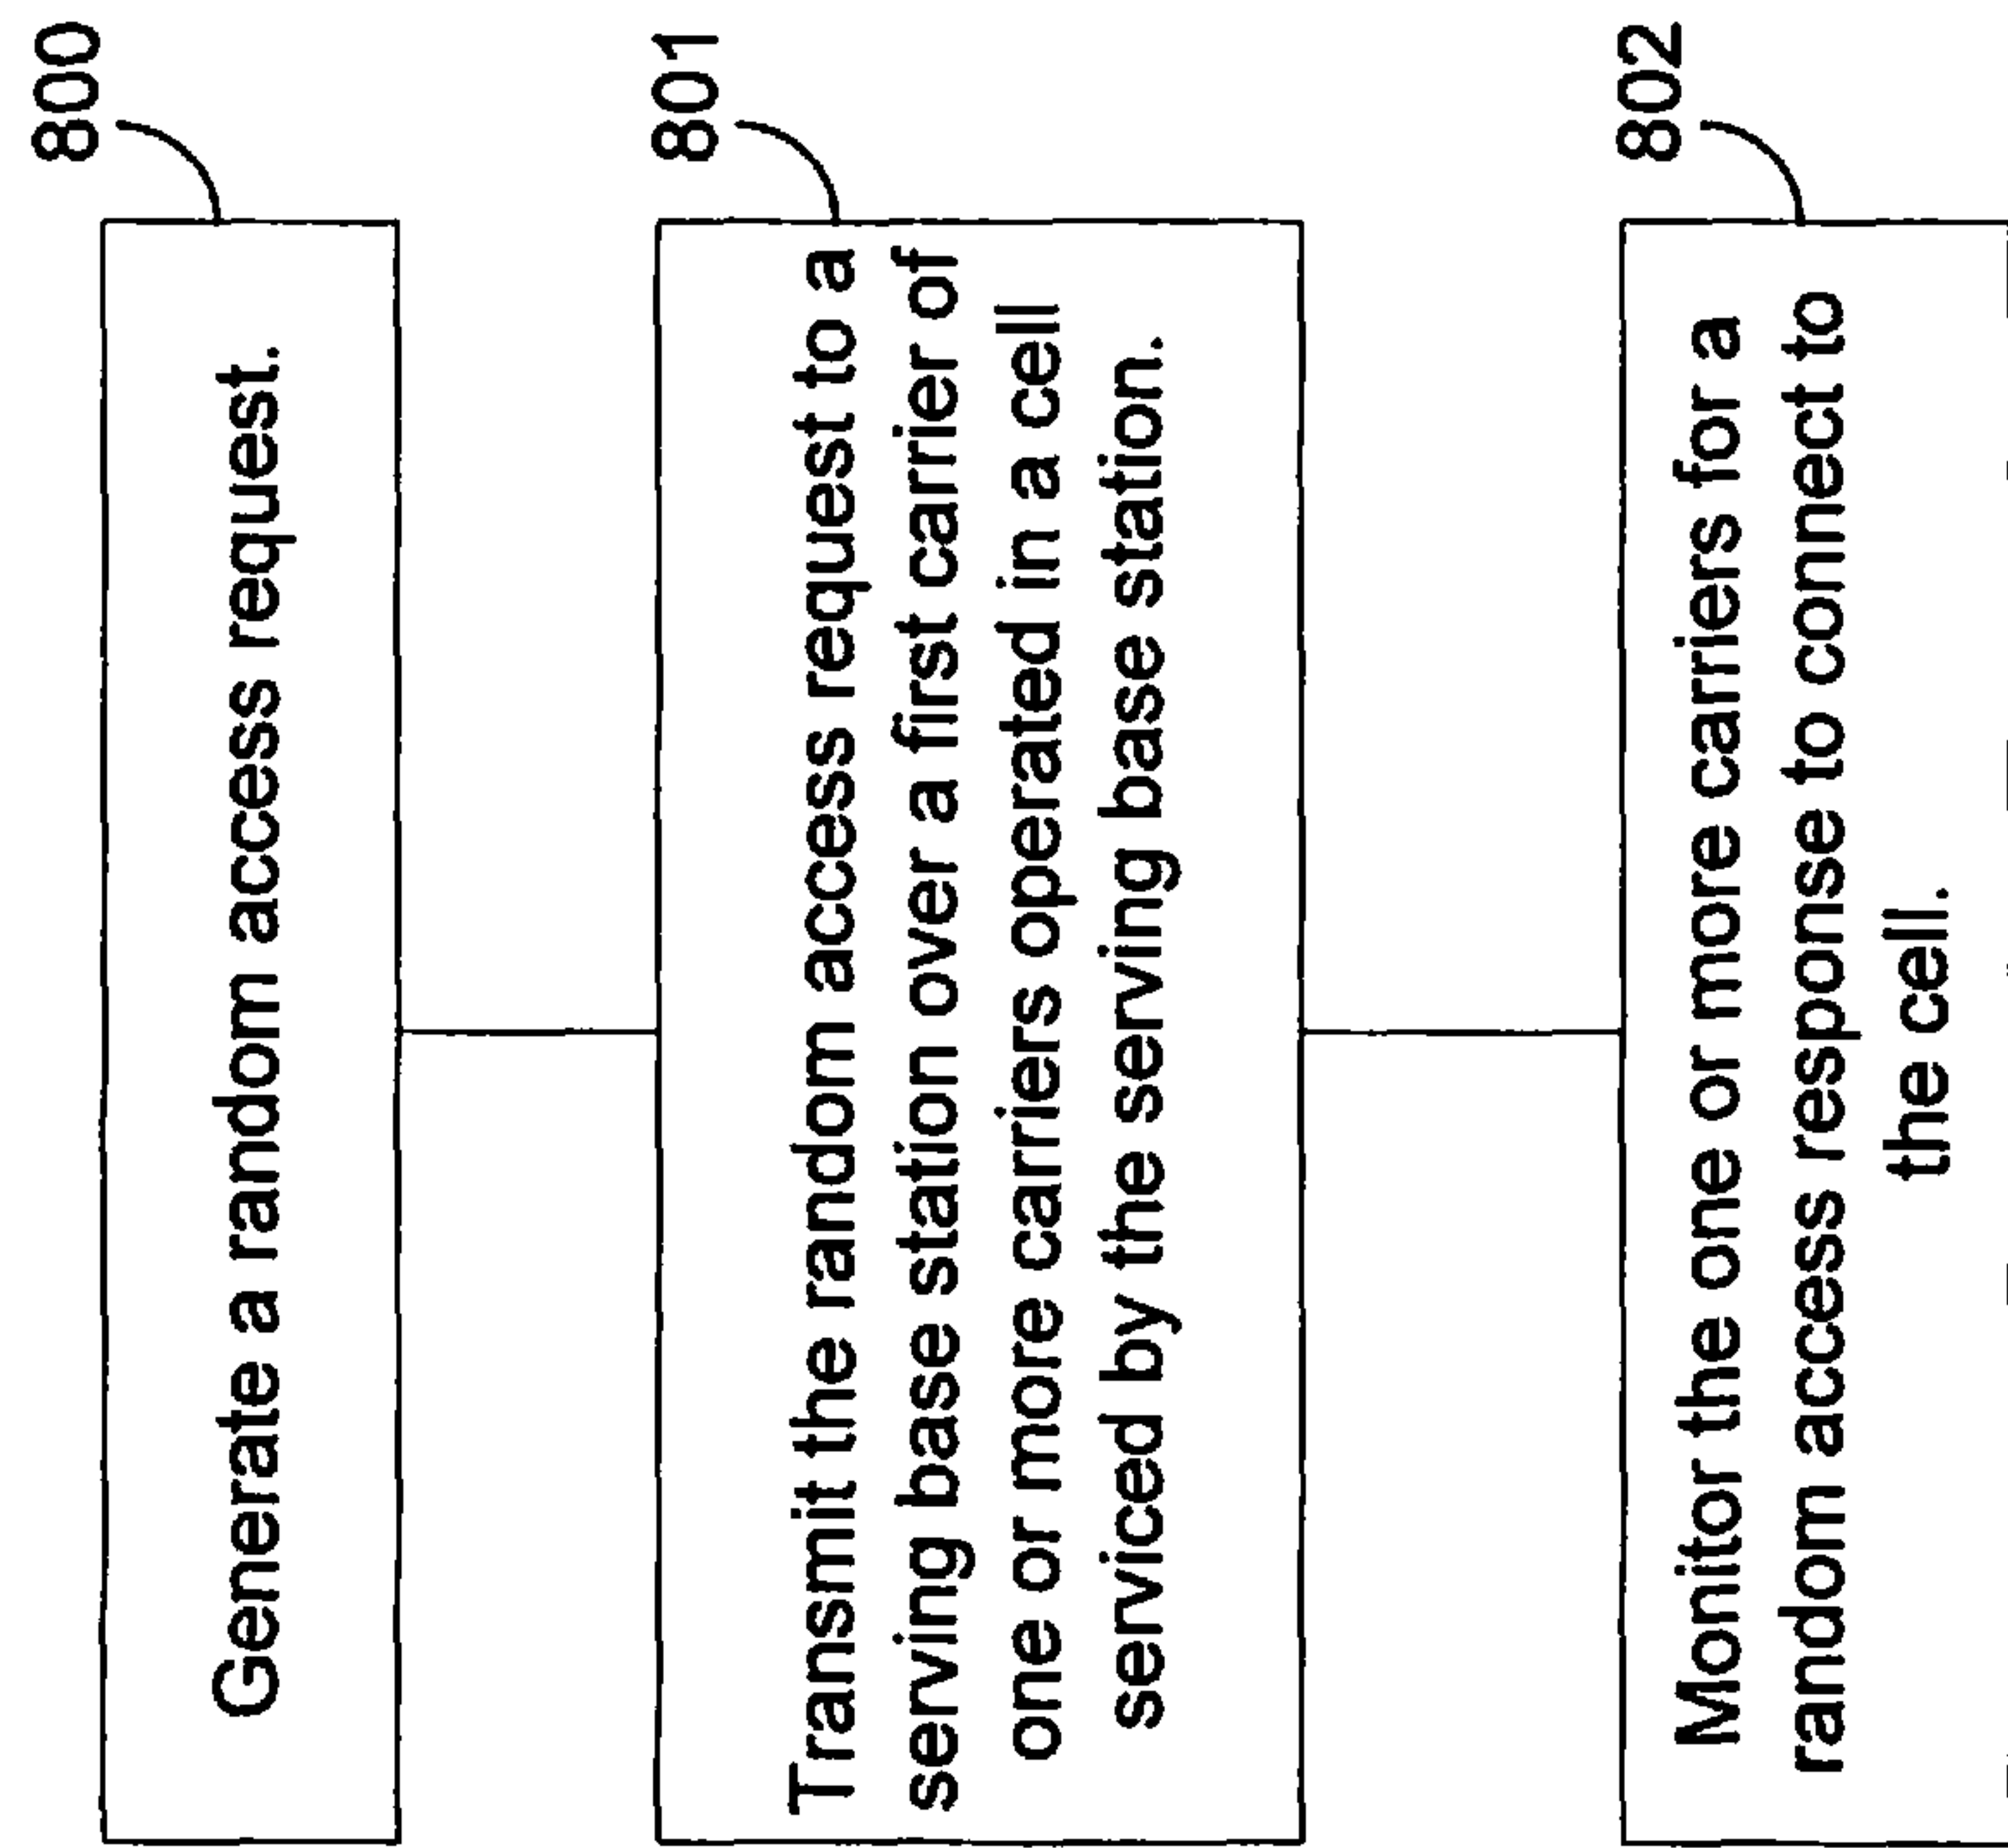 800
Generate a random access request.
801
Transmit the random access request to a
serving base station over a first carrier of
one or more carriers operated in a cell
serviced by the serving base station.
802
Monitor the one or more carriers for a
random access response to connect to
the cell.